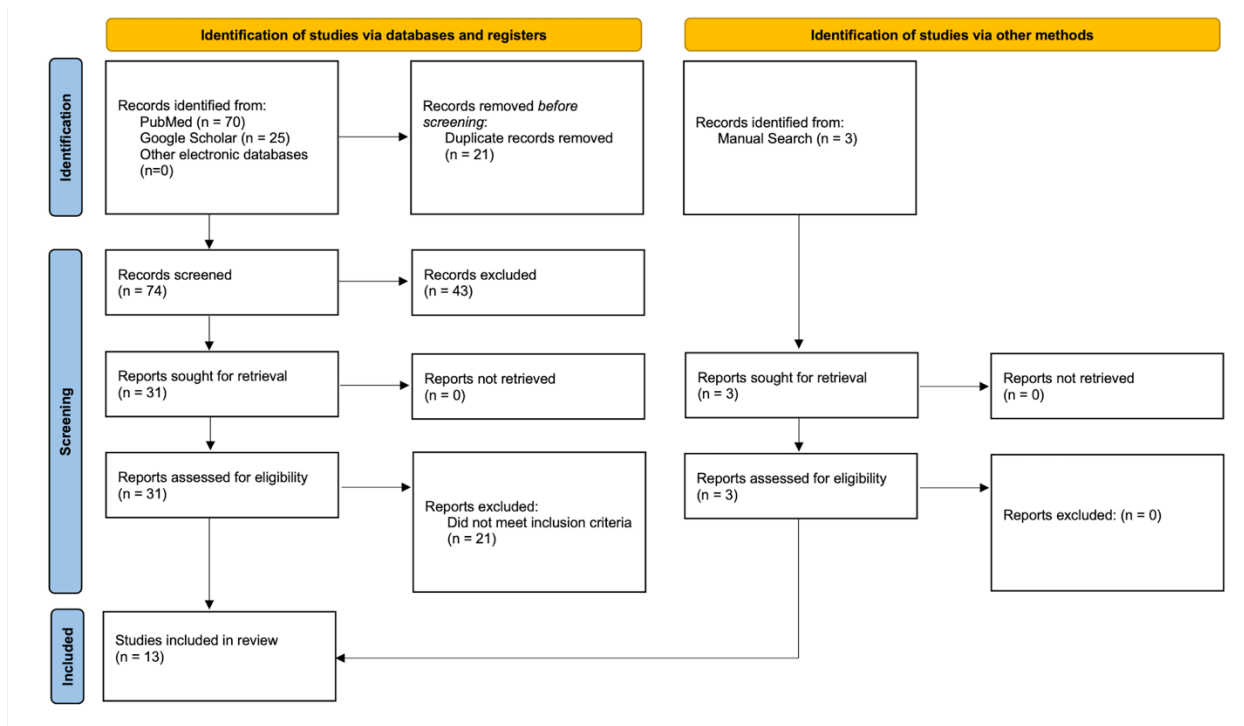 Identification of studies via databases and registers
Identification of studies via other methods
Identification
Records identified from:
PubMed (n = 70)
Google Scholar (n = 25)
Other electronic databases
(n=0)
Records removed before
screening:
Duplicate records removed
(n = 21)
Records identified from:
Manual Search (n = 3)
Screening
Records screened
(n = 74)
Records excluded
(n = 43)
Reports sought for retrieval
(n = 31)
Reports not retrieved
(n = 0)
Reports sought for retrieval
(n = 3)
Reports not retrieved
(n = 0)
Reports assessed for eligibility
(n = 31)
Reports excluded:
Did not meet inclusion criteria
(n = 21)
Reports assessed for eligibility
(n = 3)
Reports excluded: (n = 0)
Included
Studies included in review
(n = 13)